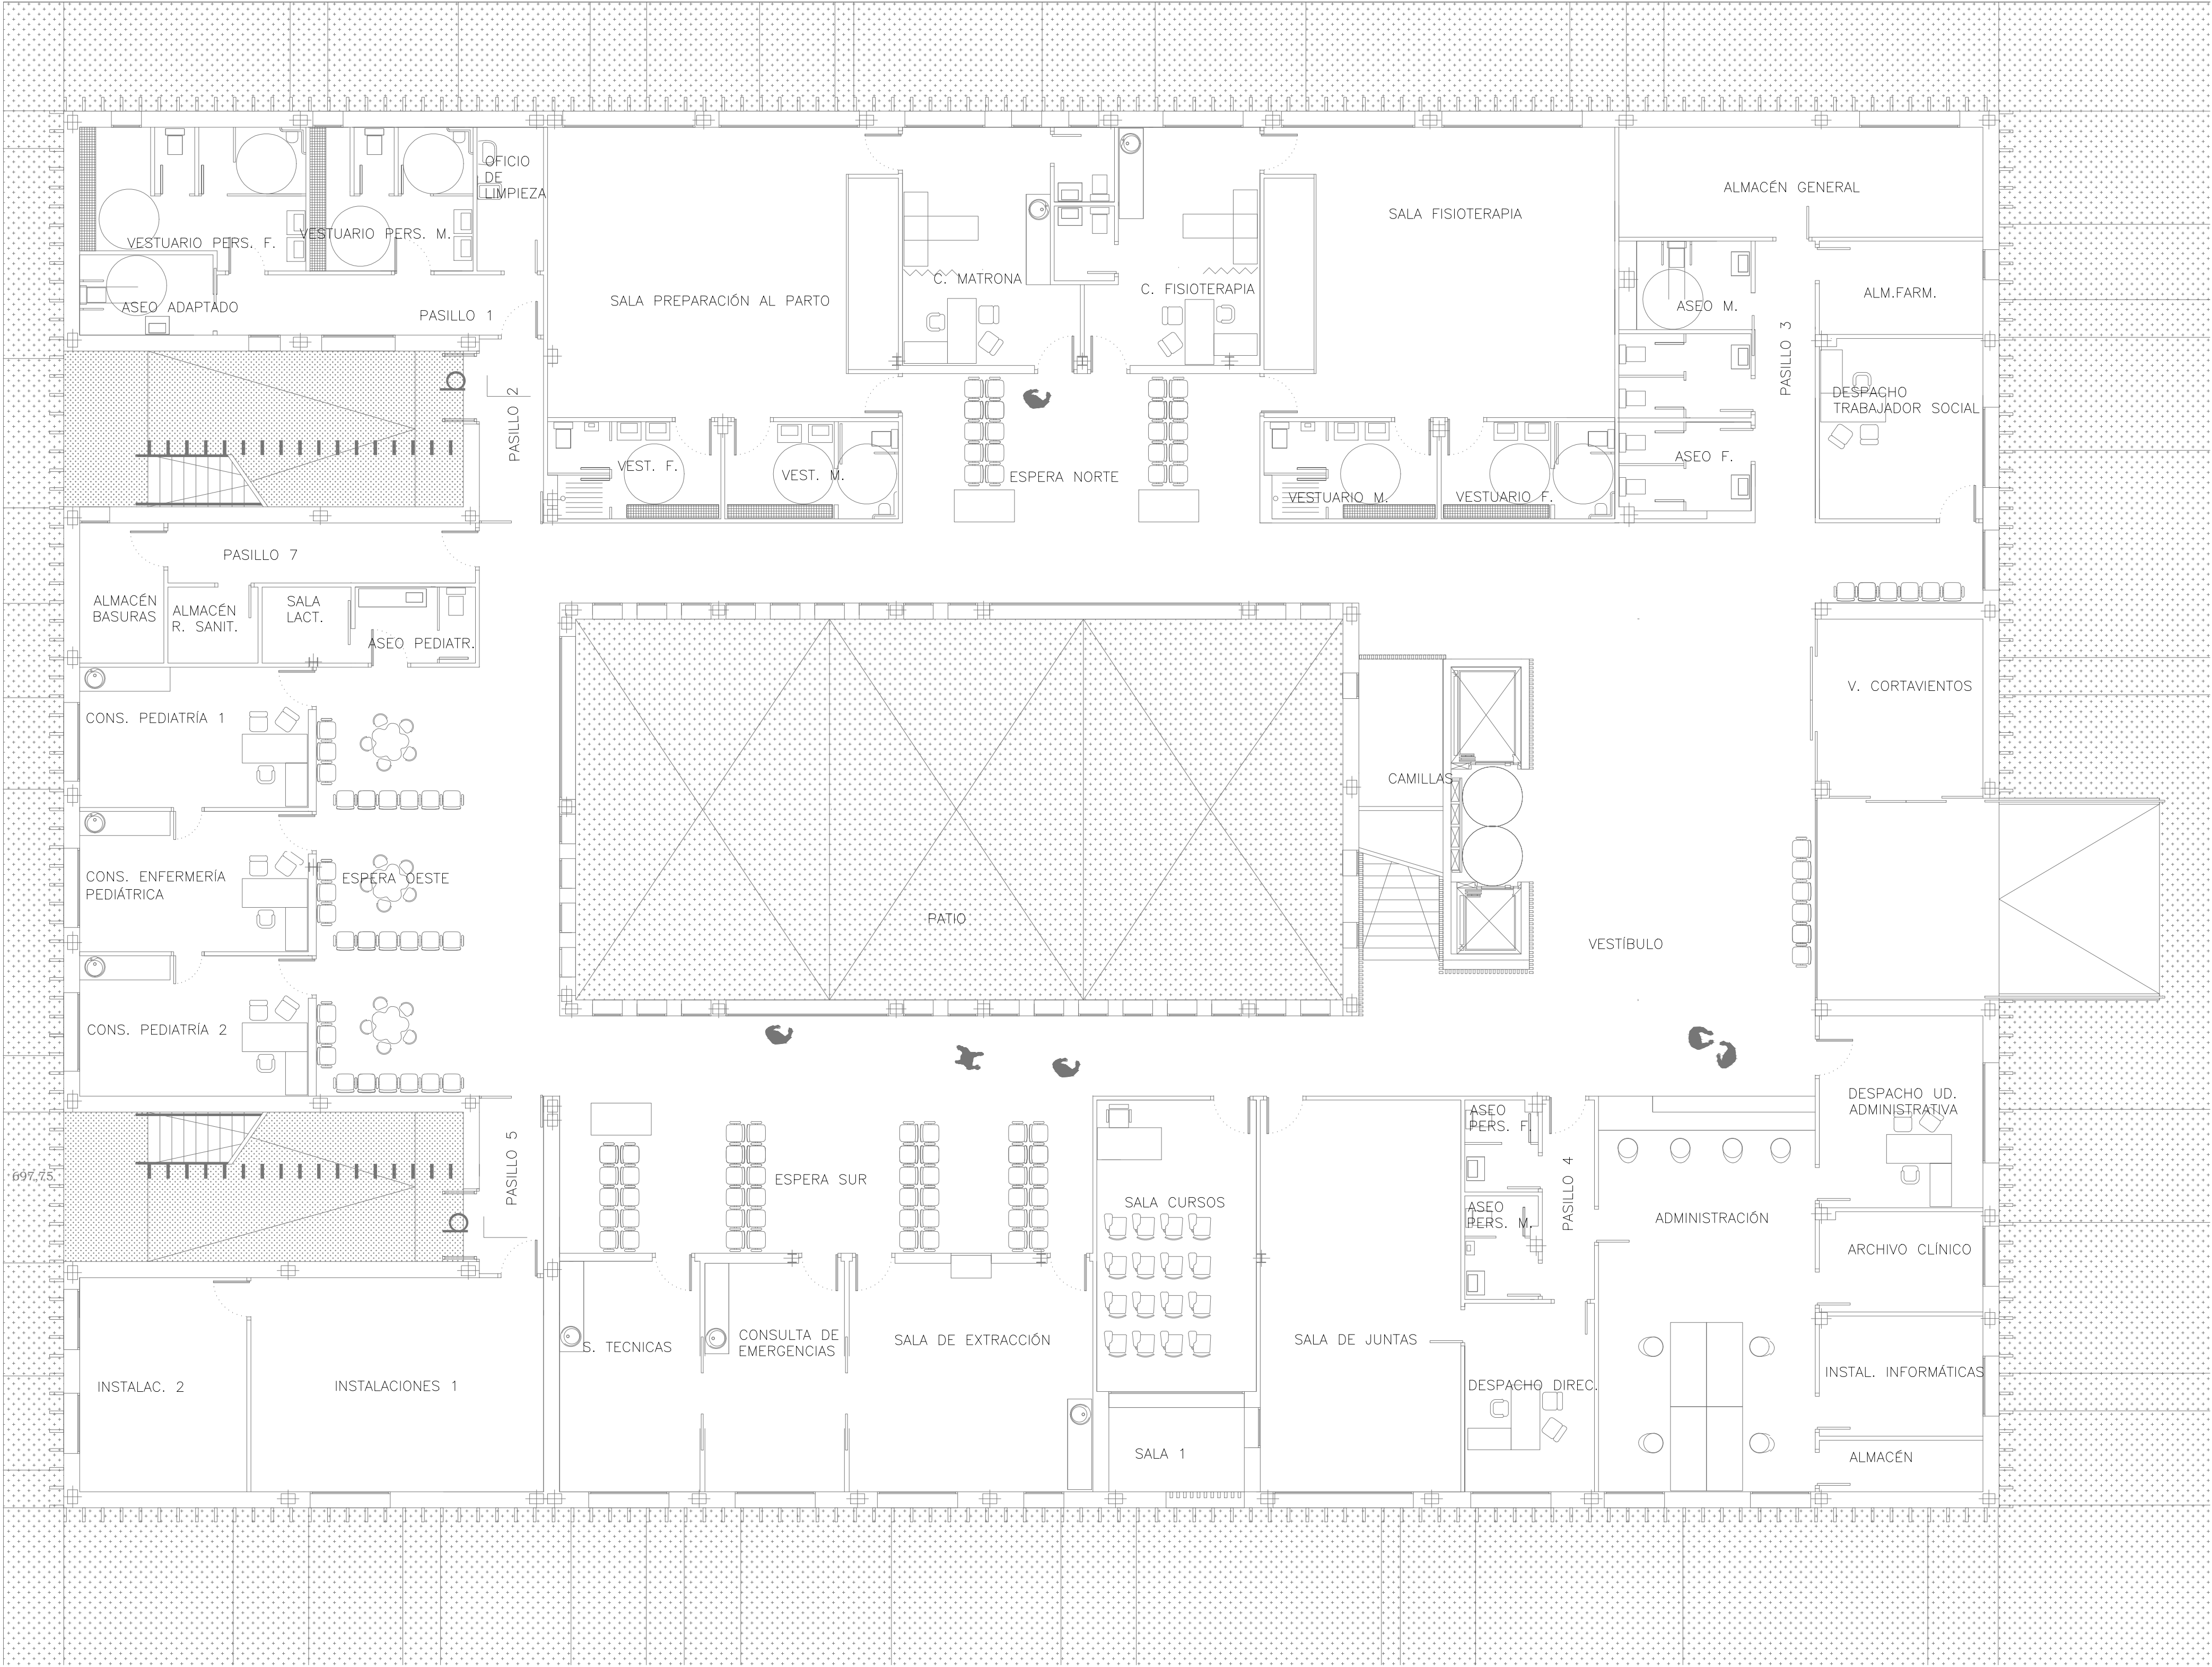 OFICIO
DE
LIMPIEZA
VESTUARIO PERS. F.
VESTUARIO PERS. M.
ASEO ADAPTADO
PASILLO 1
SALA PREPARACIÓN AL PARTO
C. MATRONA
C. FISIOTERAPIA
SALA FISIOTERAPIA
ALMACÉN GENERAL
ASEO M.
ALM.FARM.
PASILLO 3
PASILLO 2
DESPACHO
TRABAJADOR SOCIAL
VEST. F.
VEST. M.
ESPERA NORTE
VESTUARIO M.
VESTUARIO F.
ASEO F.
PASILLO 7
ALMACÉN
BASURAS
ALMACÉN
R. SANIT.
SALA
LACT.
ASEO PEDIATR.
CONS. PEDIATRÍA 1
V. CORTAVIENTOS
CAMILLAS
CONS. ENFERMERÍA
PEDIÁTRICA
ESPERA OESTE
PATIO
VESTÍBULO
CONS. PEDIATRÍA 2
DESPACHO UD.
ADMINISTRATIVA
ASEO
PERS. F.
697,75
PASILLO 5
ESPERA SUR
SALA CURSOS
ASEO
PERS. M.
PASILLO 4
ADMINISTRACIÓN
ARCHIVO CLÍNICO
S. TECNICAS
CONSULTA DE
EMERGENCIAS
SALA DE EXTRACCIÓN
SALA DE JUNTAS
INSTALAC. 2
INSTALACIONES 1
DESPACHO DIREC.
INSTAL. INFORMÁTICAS
SALA 1
ALMACÉN